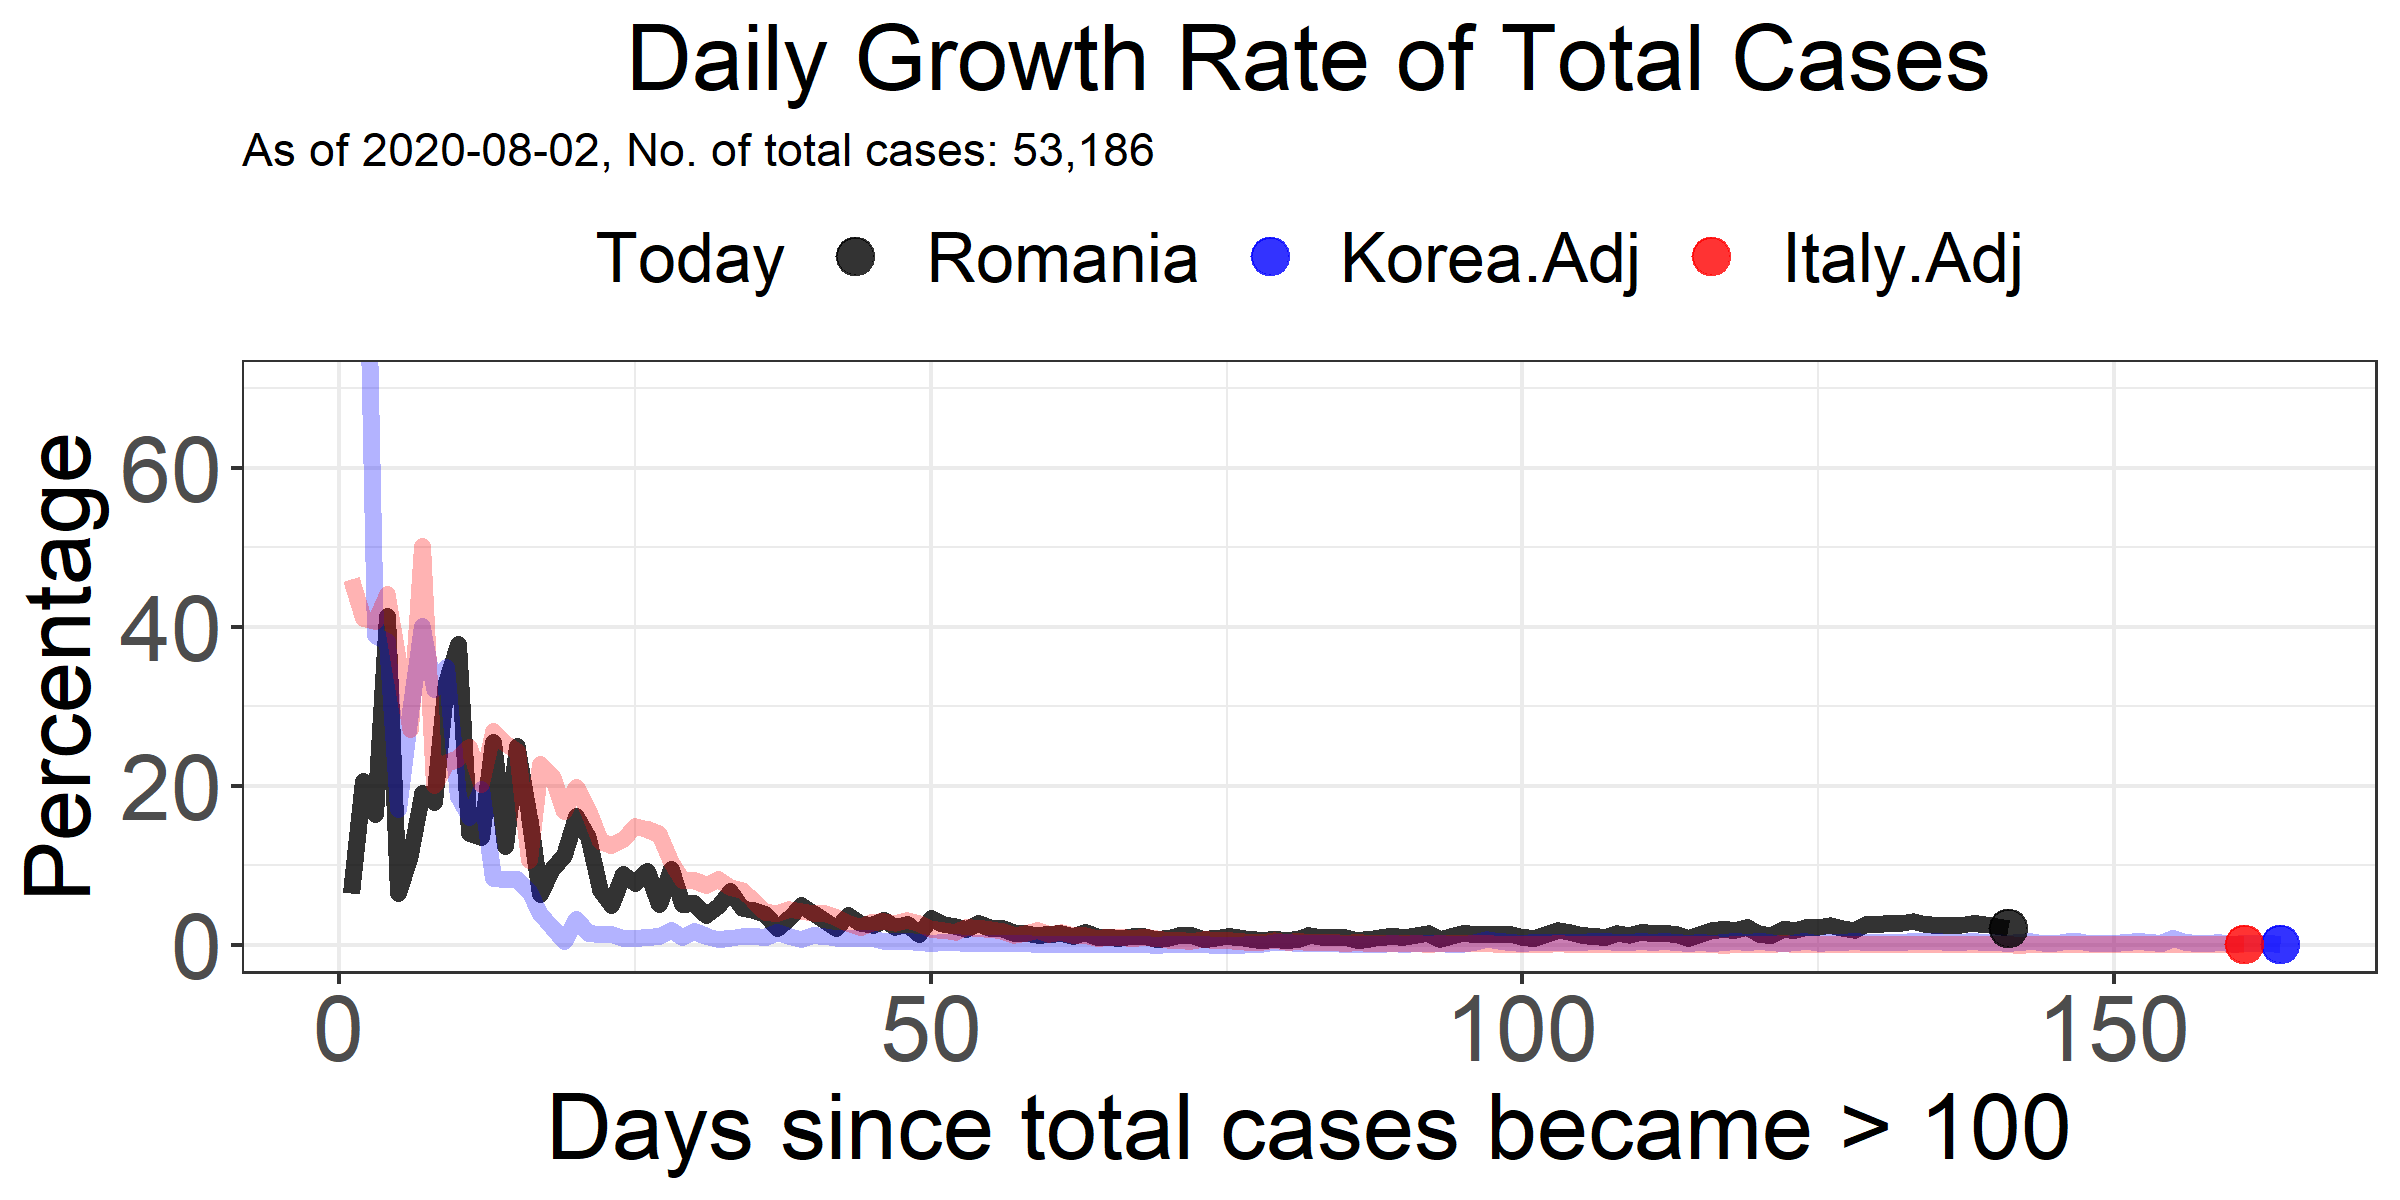 Daily Growth Rate of Total Cases
As of 2020-08-02, No. of total cases: 53,186
Today Romania Korea.Adj Italy.Adj
Percentage
60
40
20
0
0 50 100 150
Days since total cases became > 100